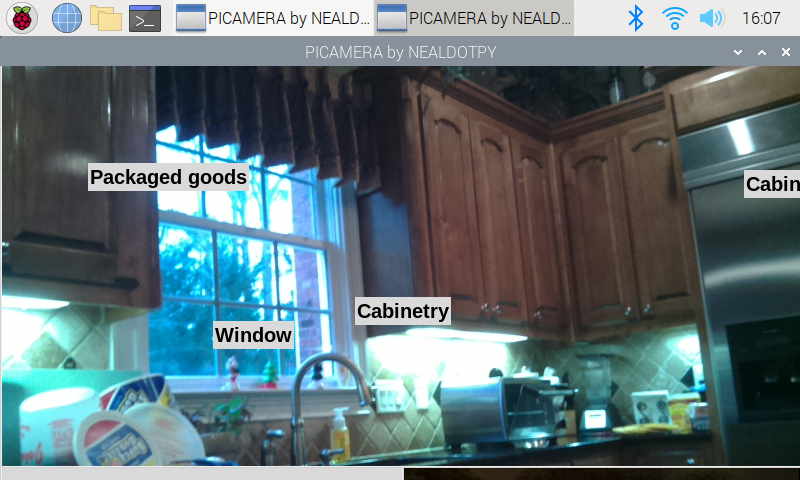 PICAMERA by NEALD...
PICAMERA by NEALD...
16:07
PICAMERA by NEALDOTPY
Packaged goods
Cabin
Cabinetry
Window